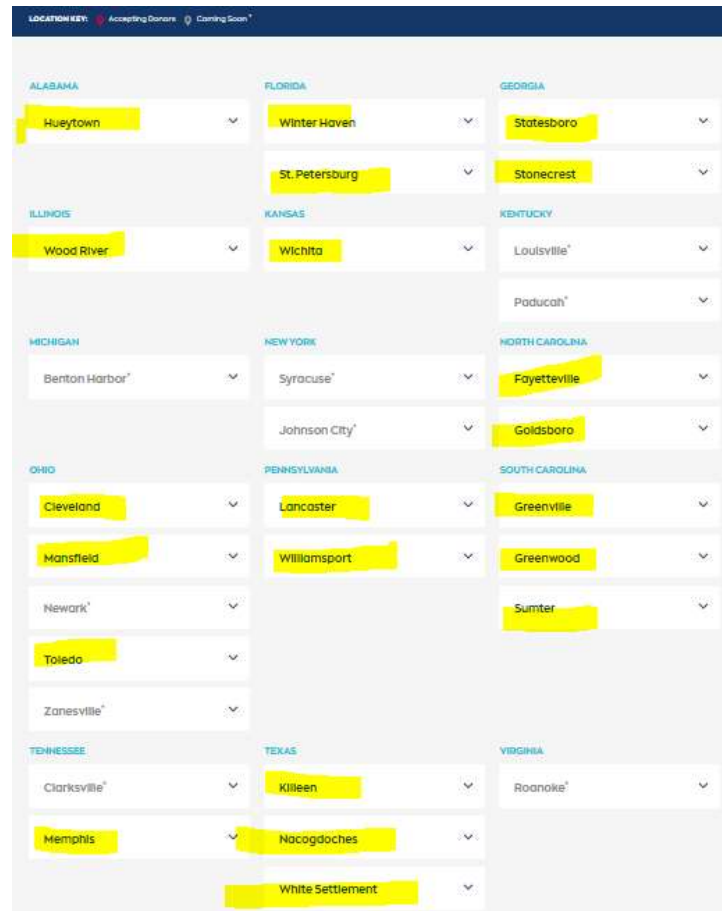 LOCATION KEY: Accepting Donors Coming Soon*
ALABAMA FLORIDA GEORGIA
Hueytown Winter Haven Statesboro
St. Petersburg Stonecrest
ILLINOIS KANSAS KENTUCKY
Wood River Wichita Louisville*
Paducah*
MICHIGAN NEW YORK NORTH CAROLINA
Benton Harbor* Syracuse* Fayetteville
Johnson City* Goldsboro
OHIO PENNSYLVANIA SOUTH CAROLINA
Cleveland Lancaster Greenville
Mansfield Williamsport Greenwood
Newark* Sumter
Toledo
Zanesville*
TENNESSEE TEXAS VIRGINIA
Clarksville* Killeen Roanoke*
Memphis Nacogdoches
White Settlement